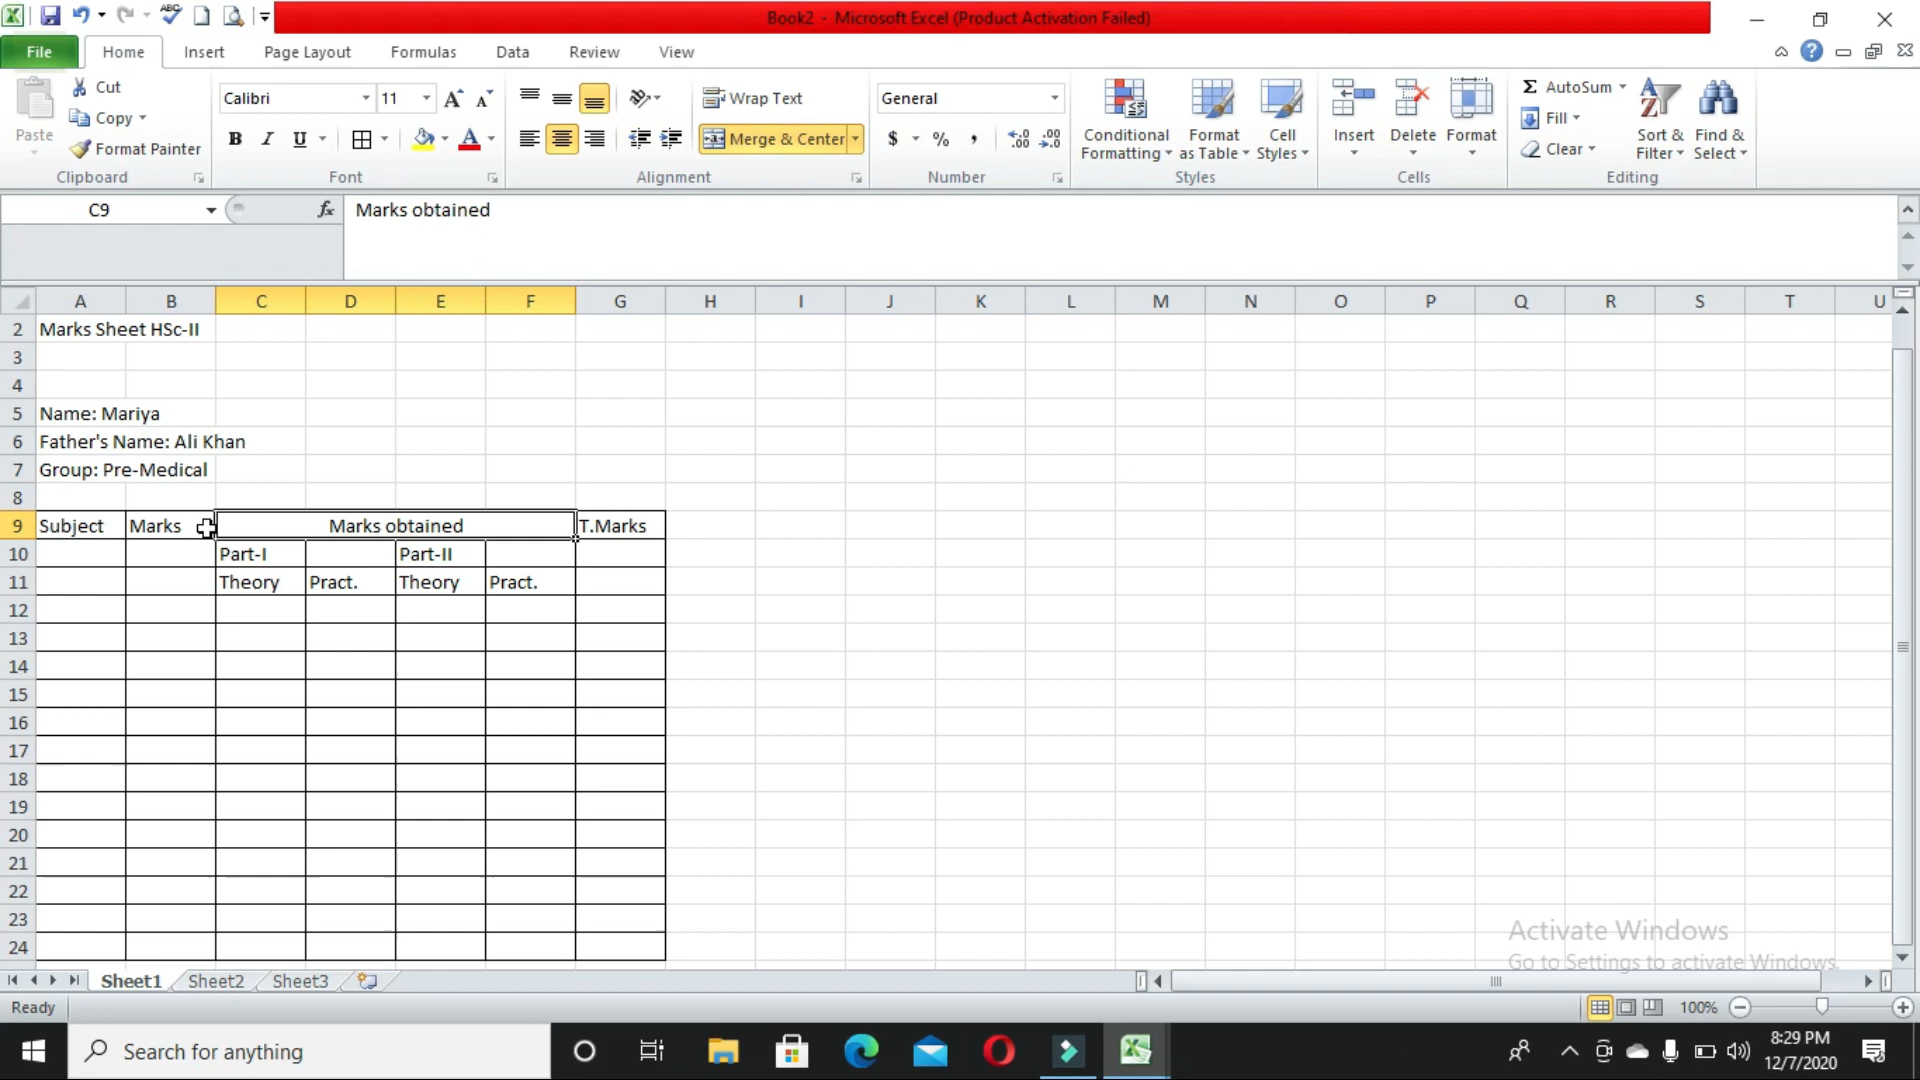 Book2 - Microsoft Excel (Product Activation Failed)
File Home Insert Page Layout Formulas Data Review View
Paste
Cut
Copy
Format Painter
Clipboard
Calibri 11
B I U
Font
Wrap Text
Merge & Center
Alignment
General
$ % ,
Number
Conditional Formatting
Format as Table
Cell Styles
Styles
Insert Delete Format
Cells
Σ AutoSum
Fill
Clear
Sort & Filter
Find & Select
Editing
C9 fx Marks obtained
A B C D E F G H I J K L M N O P Q R S T U
2 Marks Sheet HSc-II
3
4
5 Name: Mariya
6 Father's Name: Ali Khan
7 Group: Pre-Medical
8
9 Subject Marks Marks obtained T.Marks
10 Part-I Part-II
11 Theory Pract. Theory Pract.
12
13
14
15
16
17
18
19
20
21
22
23
24
Activate Windows
Go to Settings to activate Windows.
Sheet1 Sheet2 Sheet3
Ready 100%
Search for anything
8:29 PM
12/7/2020